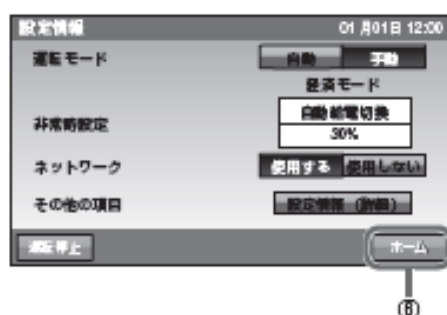 設定情報 01月01日 12:00
運転モード 自動 手動
経済モード
非常時設定 自動給電切換
30%
ネットワーク 使用する 使用しない
その他の項目 設定情報(詳細)
運転停止 ホーム
⑥